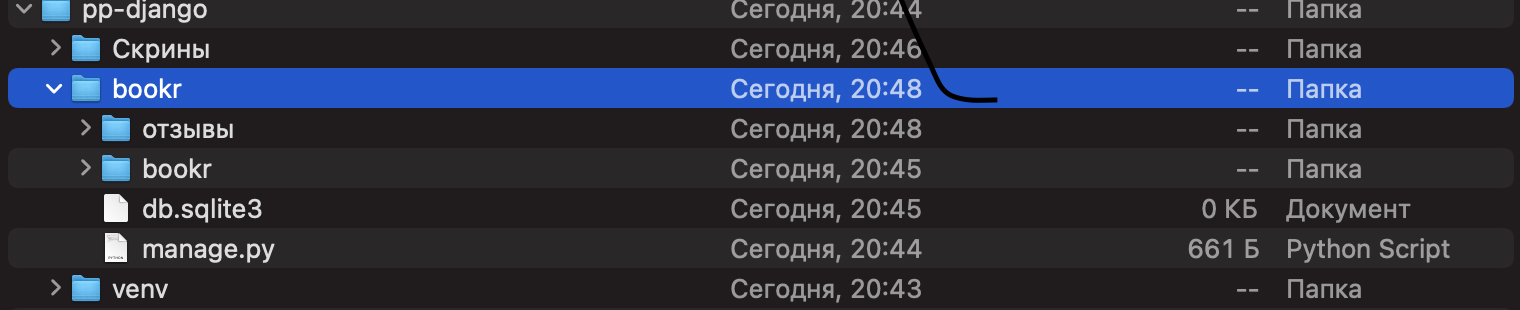 pp-django Сегодня, 20:44 -- Папка
Скрины Сегодня, 20:46 -- Папка
bookr Сегодня, 20:48 -- Папка
отзывы Сегодня, 20:48 -- Папка
bookr Сегодня, 20:45 -- Папка
db.sqlite3 Сегодня, 20:45 0 КБ Документ
manage.py Сегодня, 20:44 661 Б Python Script
venv Сегодня, 20:43 -- Папка